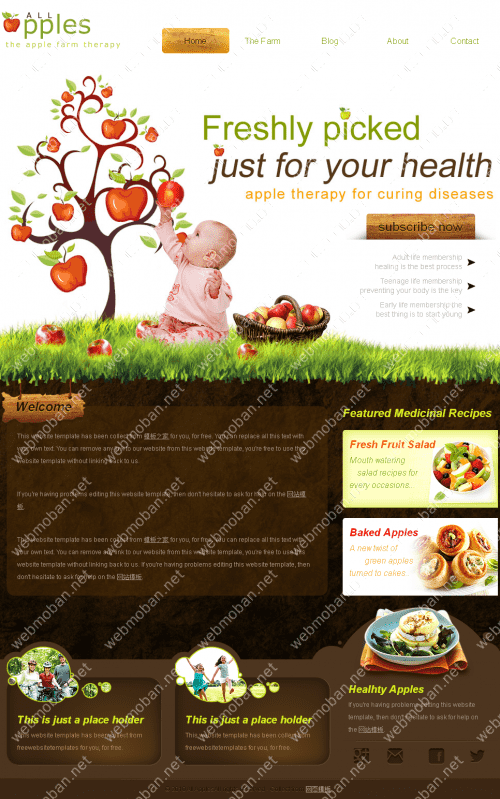 ALL
apples
the apple farm therapy
Home
The Farm
Blog
About
Contact
Freshly picked
just for your health
apple therapy for curing diseases
subscribe now
Adult life membership
healing is the best process
Teenage life membership
preventing your body is the key
Early life membership the
best thing is to start young
Welcome
This website template has been collected from 模板之家 for you, for free. You can replace all this text with
your own text. You can remove any link to our website from this website template, you're free to use this
website template without linking back to us.
If you're having problems editing this website template, then don't hesitate to ask for help on the 网站模
板.
This website template has been collected from 模板之家 for you, for free you can replace all this text with
your own text. You can remove any link to our website from this website template, you're free to use this
website template without linking back to us. If you're having problems editing this website template, then
don't hesitate to ask for help on the 网站模板.
Featured Medicinal Recipes
Fresh Fruit Salad
Mouth watering
salad recipes for
every occasions...
Baked Apples
A new twist of
green apples
turned to cakes...
Healhty Apples
If you're having problems editing this website
template, then don't hesitate to ask for help on
the 网站模板.
This is just a place holder
This website template has been collect from
freewebsitetemplates for you, for free.
This is just a place holder
This website template has been collect from
freewebsitetemplates for you, for free.
网站模板
webmoban.net